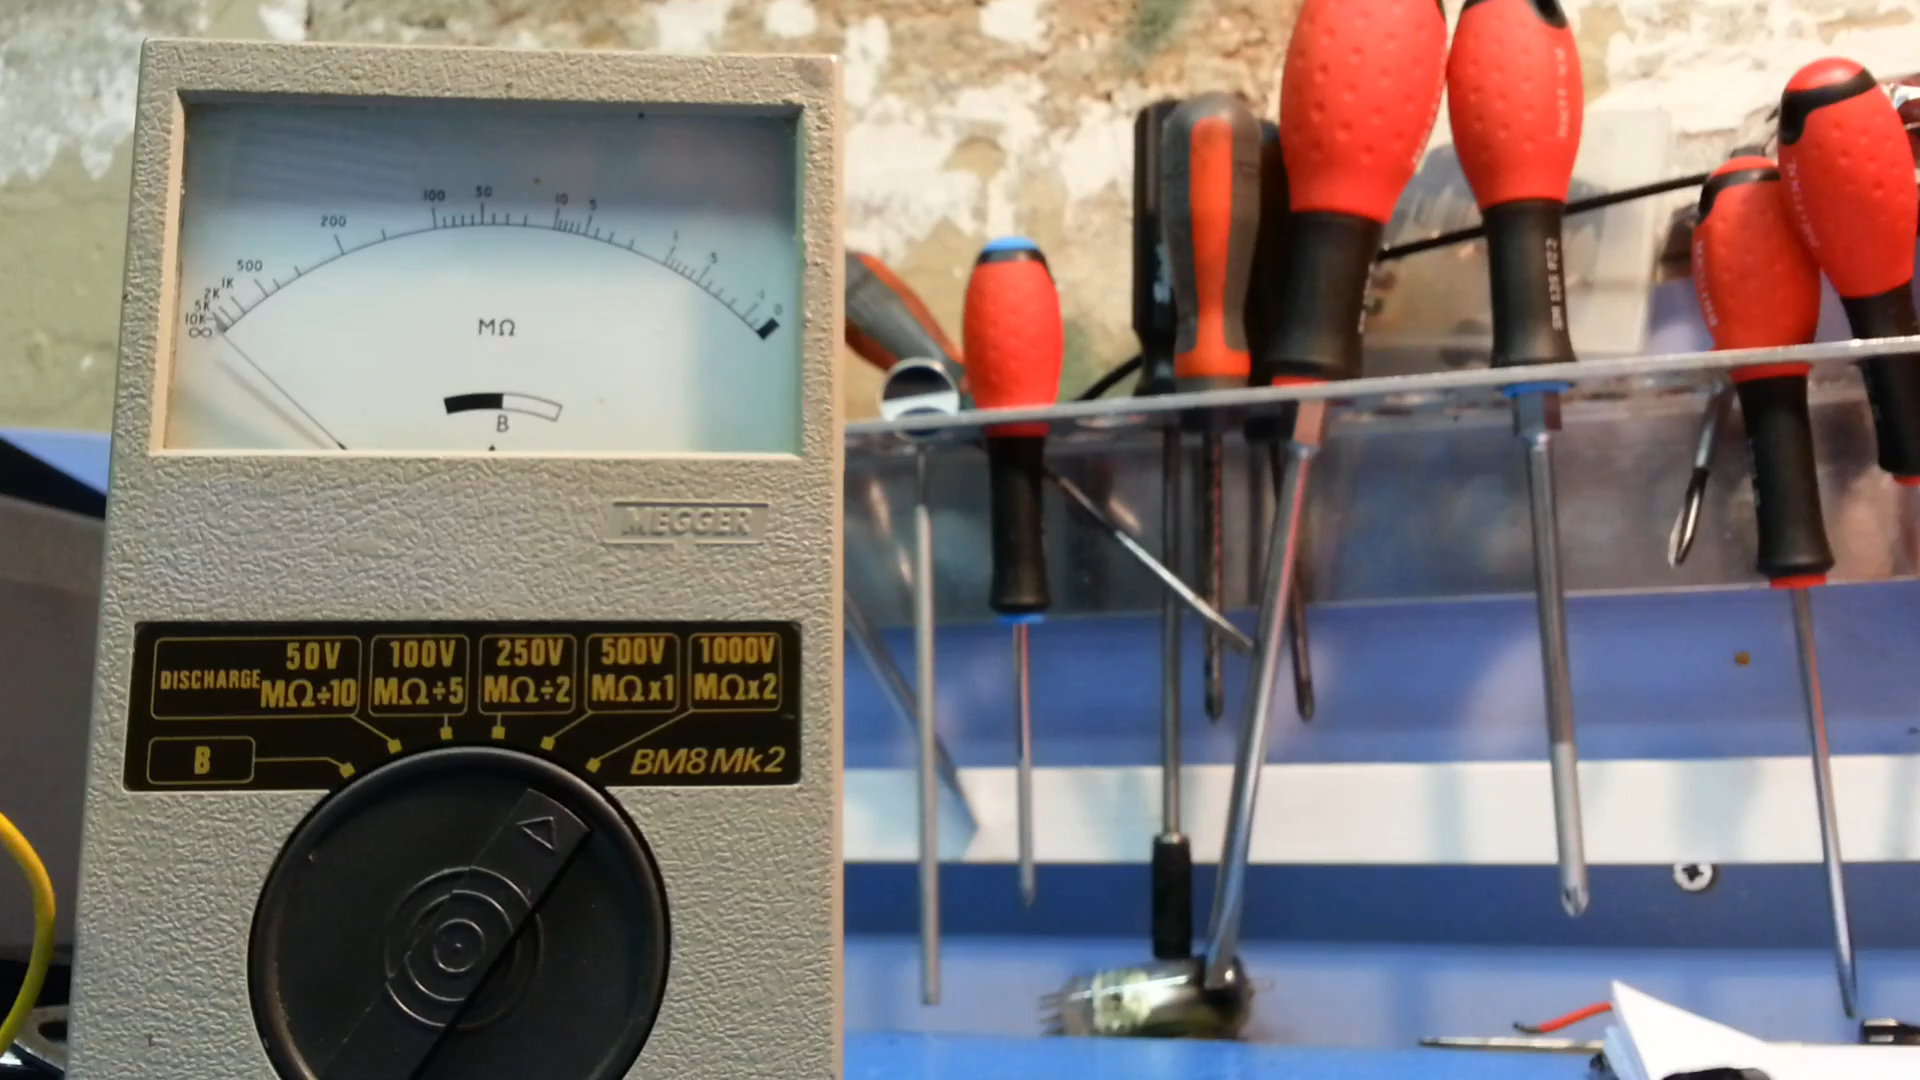 100 50 10 5
200 1
500 .5
1K
2K
5K
10K 0
∞
MΩ
B
MEGGER
DISCHARGE 50V MΩ÷10
100V MΩ÷5
250V MΩ÷2
500V MΩx1
1000V MΩx2
B
BM8Mk2